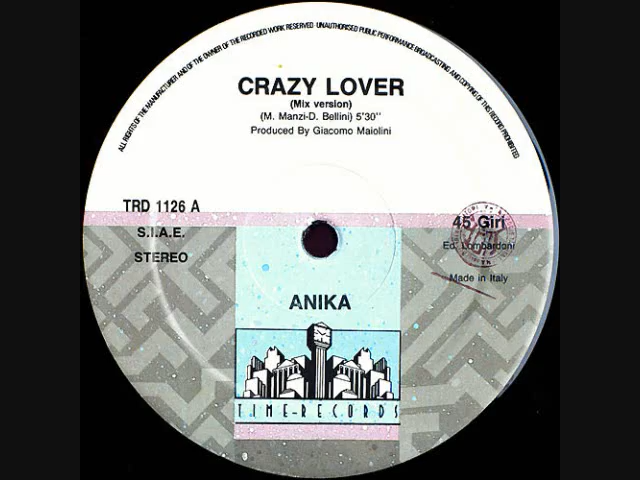 ALL RIGHTS OF THE MANUFACTURER AND OF THE OWNER OF THE RECORDED WORK RESERVED UNAUTHORISED PUBLIC PERFORMANCE BROADCASTING AND COPYING OF THIS RECORD PROHIBITED
CRAZY LOVER
(Mix version)
(M. Manzi-D. Bellini) 5'30''
Produced By Giacomo Maiolini
TRD 1126 A
S.I.A.E.
STEREO
45 Giri
Ed. Lombardoni
Made in Italy
ANIKA
TIME-RECORDS